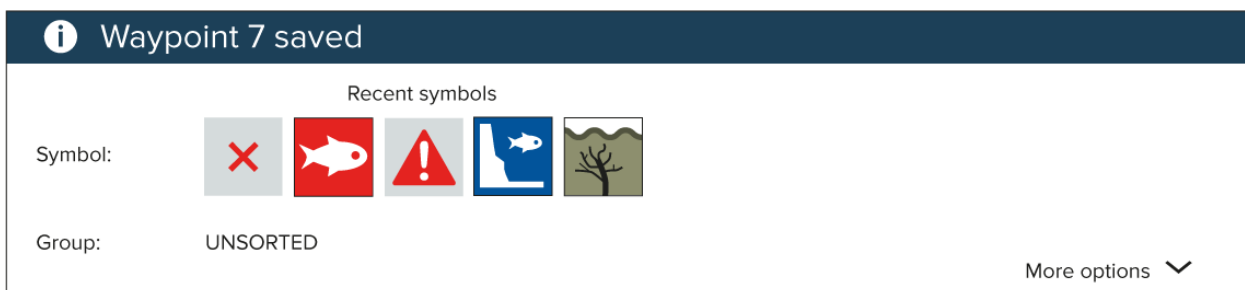 Waypoint 7 saved
Recent symbols
Symbol:
Group: UNSORTED
More options